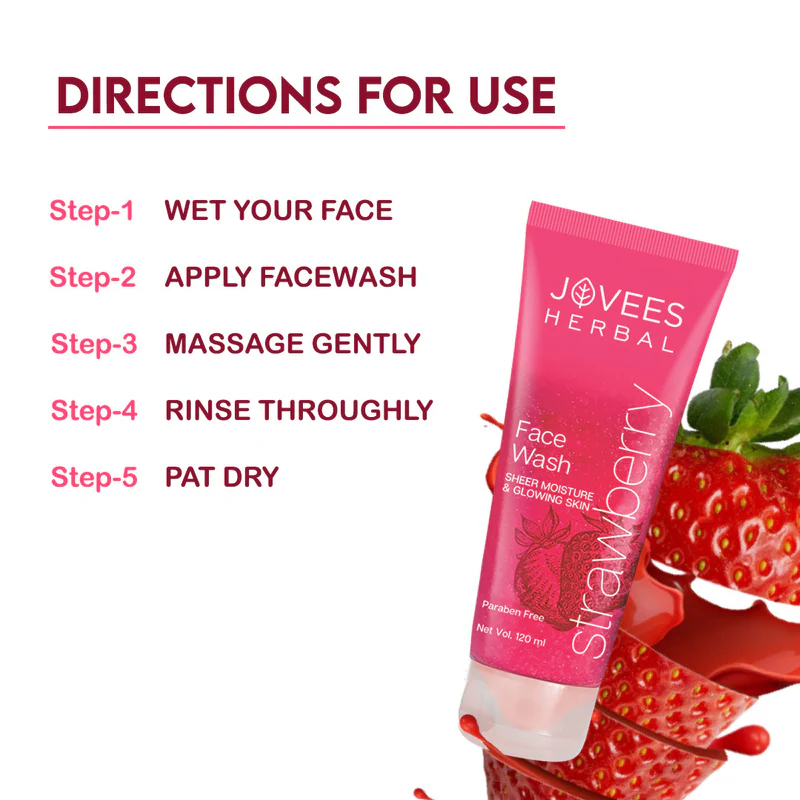 DIRECTIONS FOR USE
Step-1 WET YOUR FACE
Step-2 APPLY FACEWASH
Step-3 MASSAGE GENTLY
Step-4 RINSE THROUGHLY
Step-5 PAT DRY
JOVEES
HERBAL
strawberry
Face
Wash
SHEER MOISTURE
& GLOWING SKIN
Paraben Free
Net Vol. 120 ml